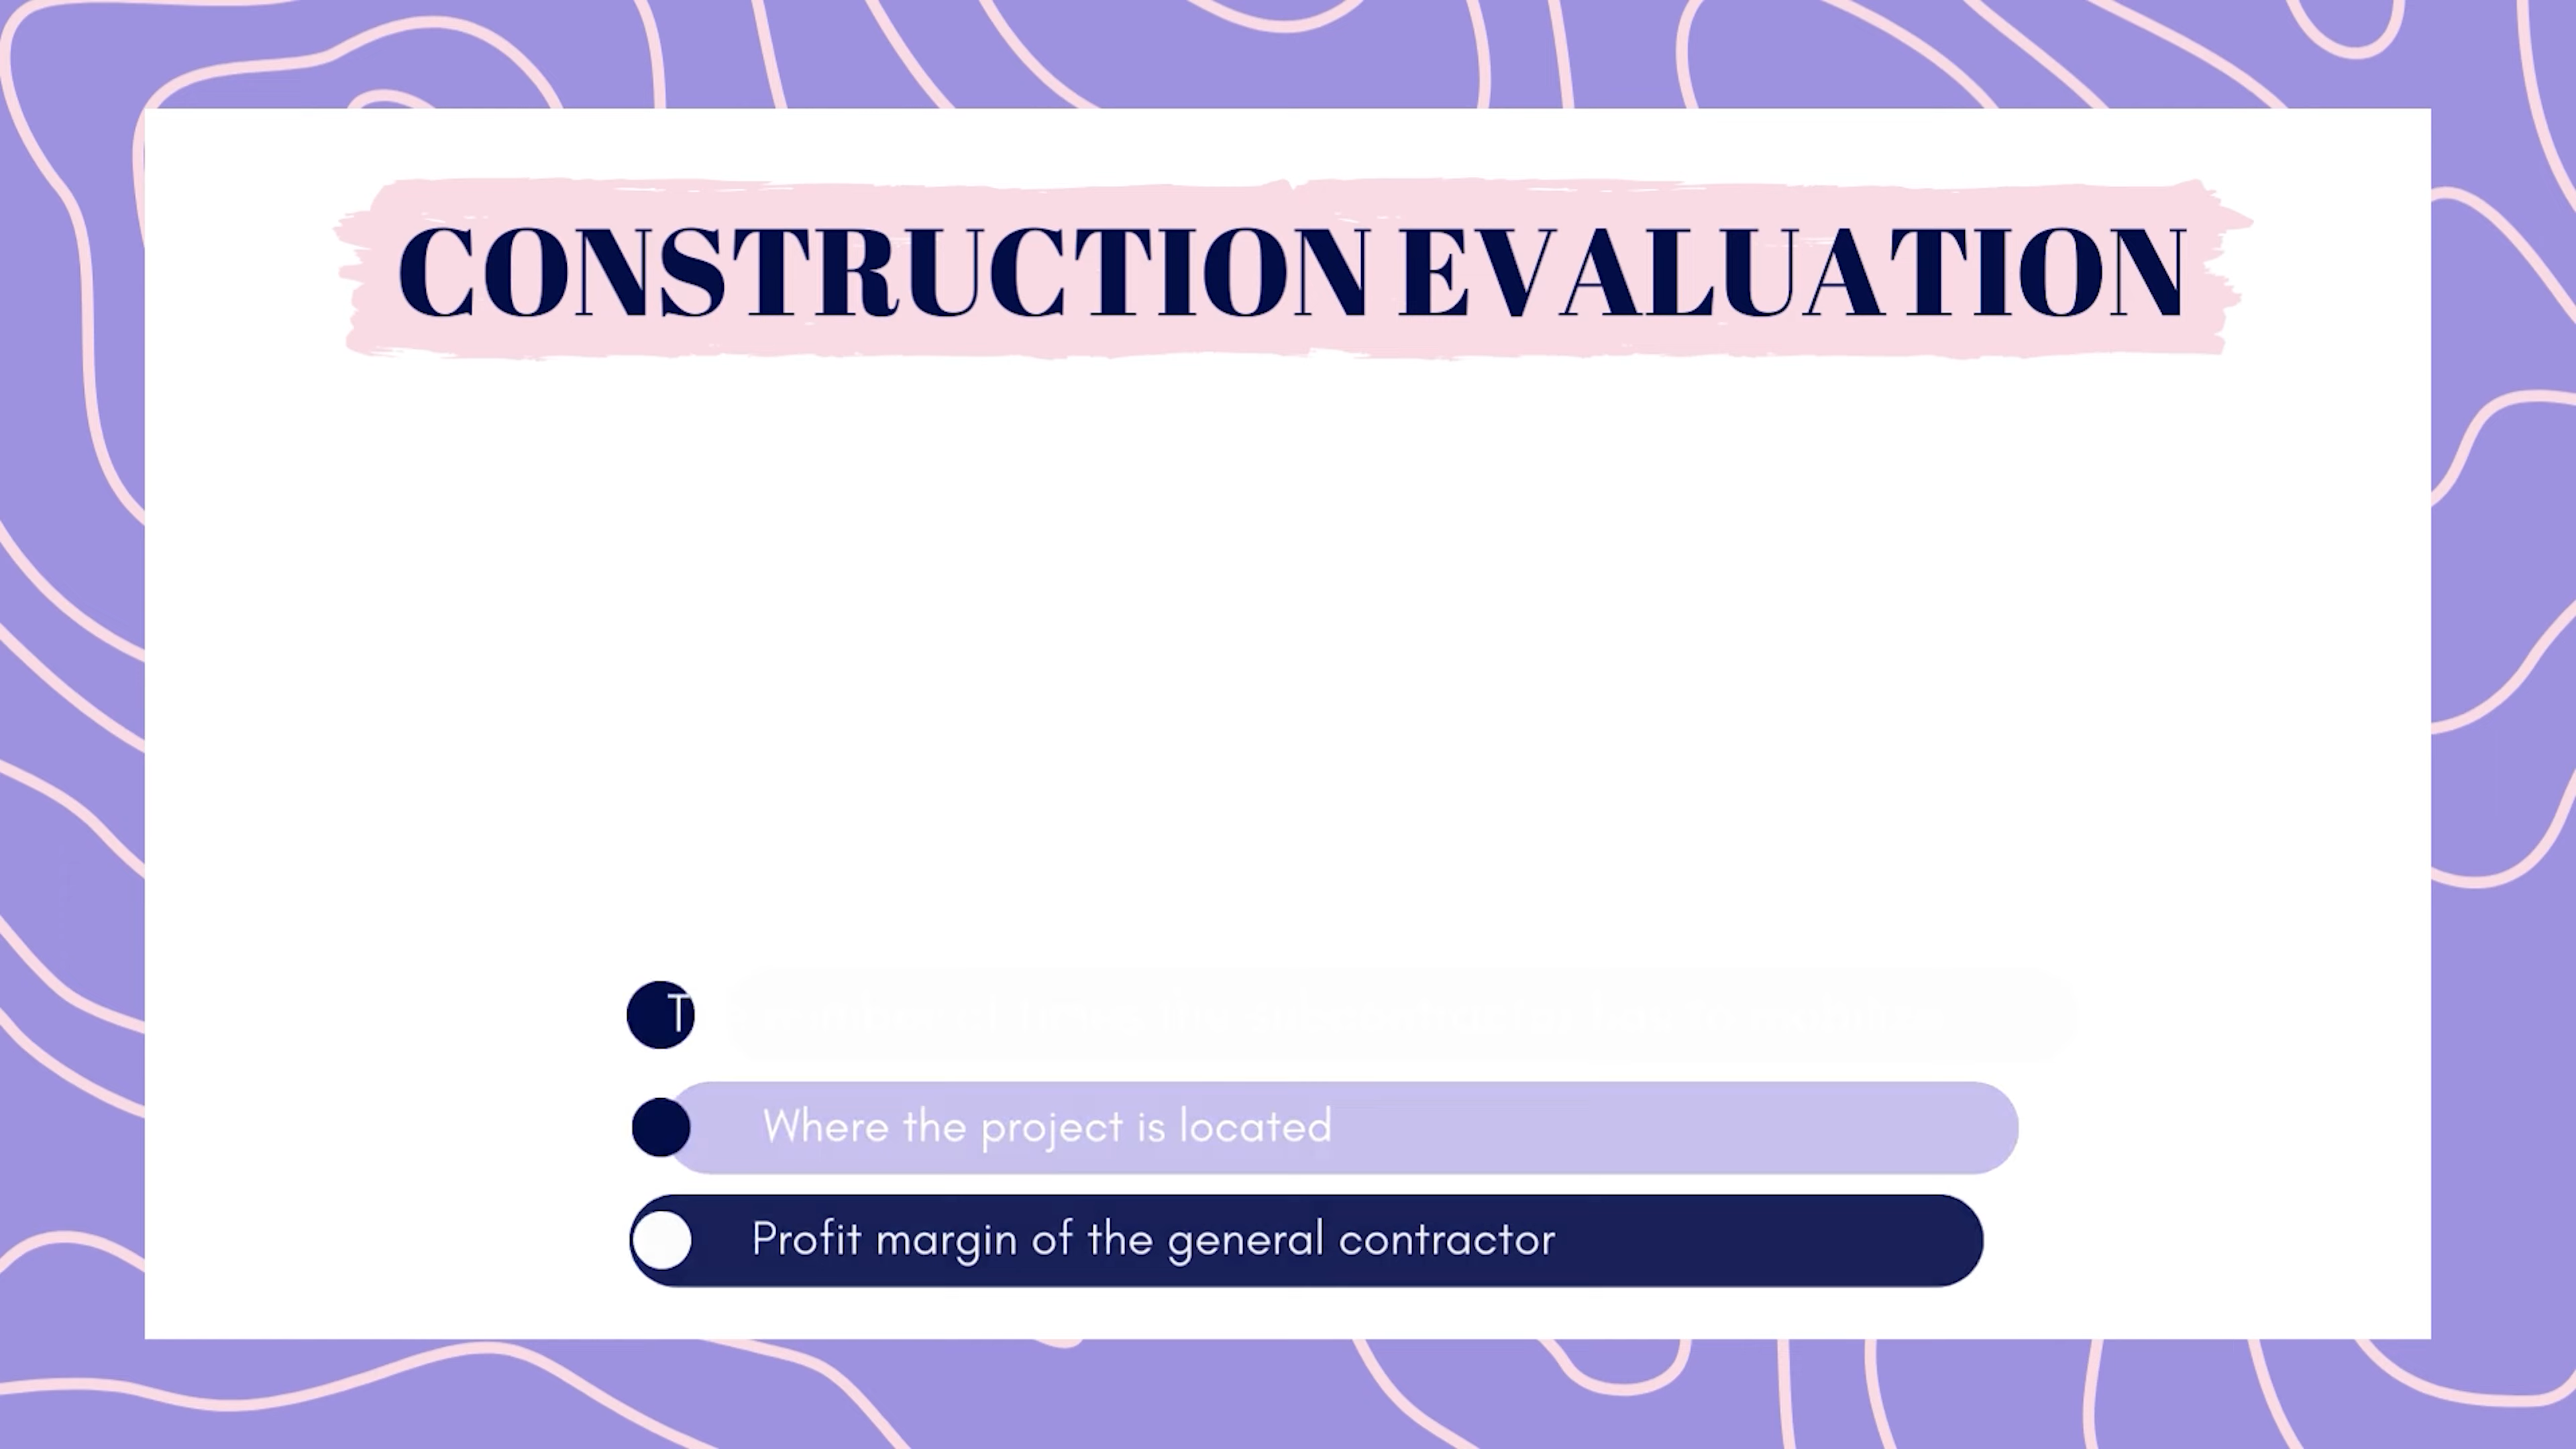 CONSTRUCTION EVALUATION
T
Where the project is located
Profit margin of the general contractor